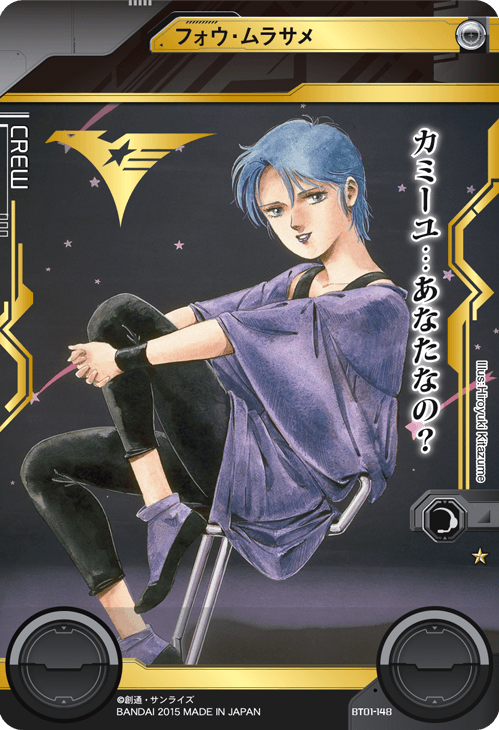 フォウ・ムラサメ
CREW
カミーユ…あなたなの？
Illus:Hiroyuki Kitazume
©創通・サンライズ
BANDAI 2015 MADE IN JAPAN
BT01-148